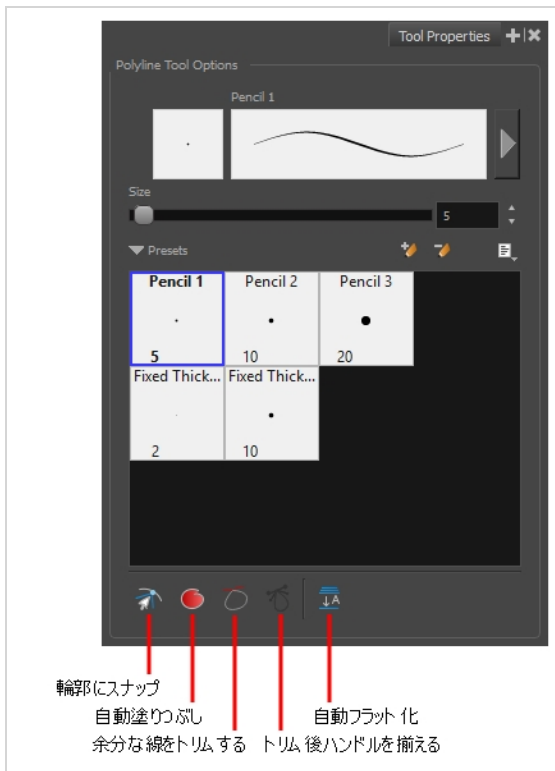 Tool Properties
Polyline Tool Options
Pencil 1
Size
5
Presets
Pencil 1 Pencil 2 Pencil 3
5 10 20
Fixed Thick... Fixed Thick...
2 10
輪郭にスナップ
自動塗りつぶし 自動フラット化
余分な線をトリムする トリム後ハンドルを揃える